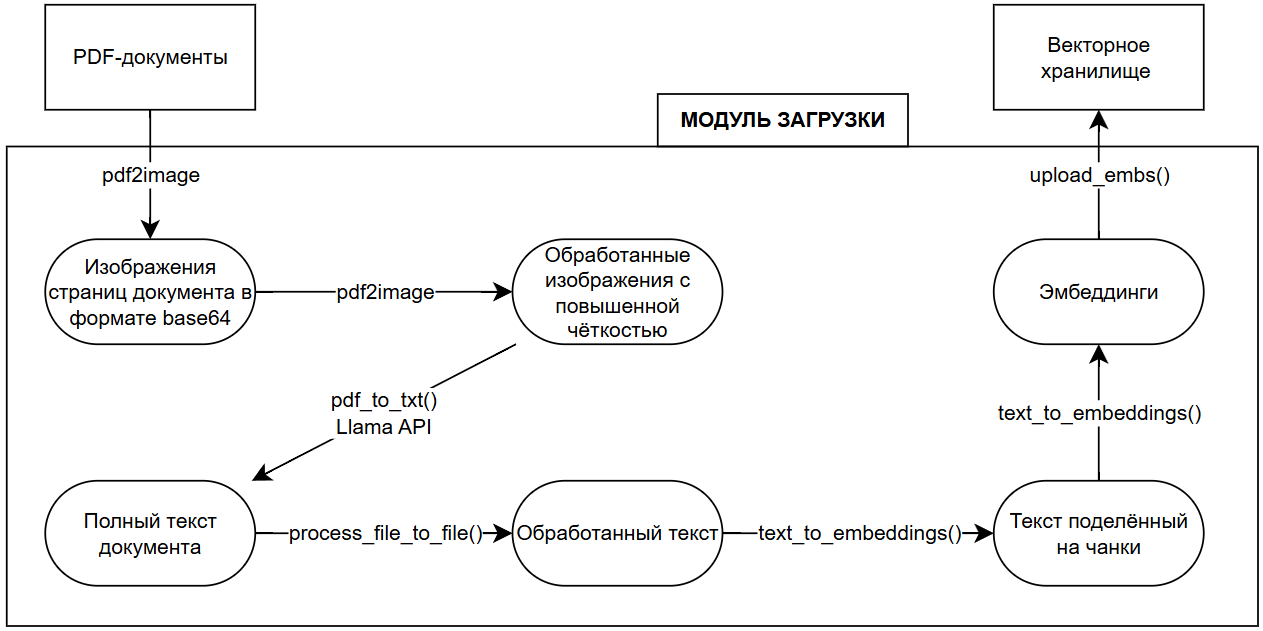 PDF-документы
Векторное
хранилище
МОДУЛЬ ЗАГРУЗКИ
pdf2image
upload_embs()
Изображения
страниц документа в
формате base64
pdf2image
Обработанные
изображения с
повышенной
чёткостью
Эмбеддинги
pdf_to_txt()
Llama API
text_to_embeddings()
Полный текст
документа
process_file_to_file()
Обработанный текст
text_to_embeddings()
Текст поделённый
на чанки